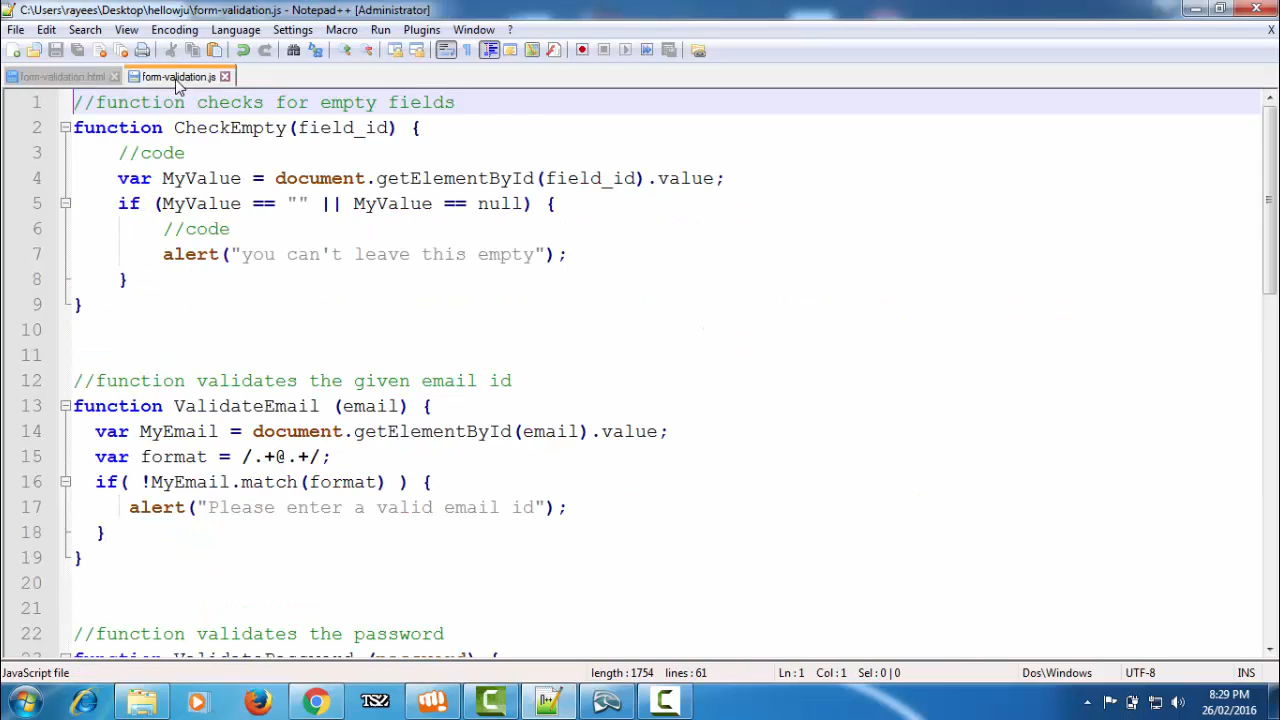 C:\Users\rayees\Desktop\hellowju\form-validation.js - Notepad++ [Administrator]
File Edit Search View Encoding Language Settings Macro Run Plugins Window ? X
form-validation.html form-validation.js
1 //function checks for empty fields
2 function CheckEmpty(field_id) {
3 //code
4 var MyValue = document.getElementById(field_id).value;
5 if (MyValue == "" || MyValue == null) {
6 //code
7 alert("you can't leave this empty");
8 }
9 }
10
11
12 //function validates the given email id
13 function ValidateEmail (email) {
14 var MyEmail = document.getElementById(email).value;
15 var format = /.+@.+/;
16 if( !MyEmail.match(format) ) {
17 alert("Please enter a valid email id");
18 }
19 }
20
21
22 //function validates the password
23 function ValidatePassword (password) {
JavaScript file length : 1754 lines : 61 Ln : 1 Col : 1 Sel : 0 | 0 Dos\Windows UTF-8 INS
TS2
8:29 PM
26/02/2016